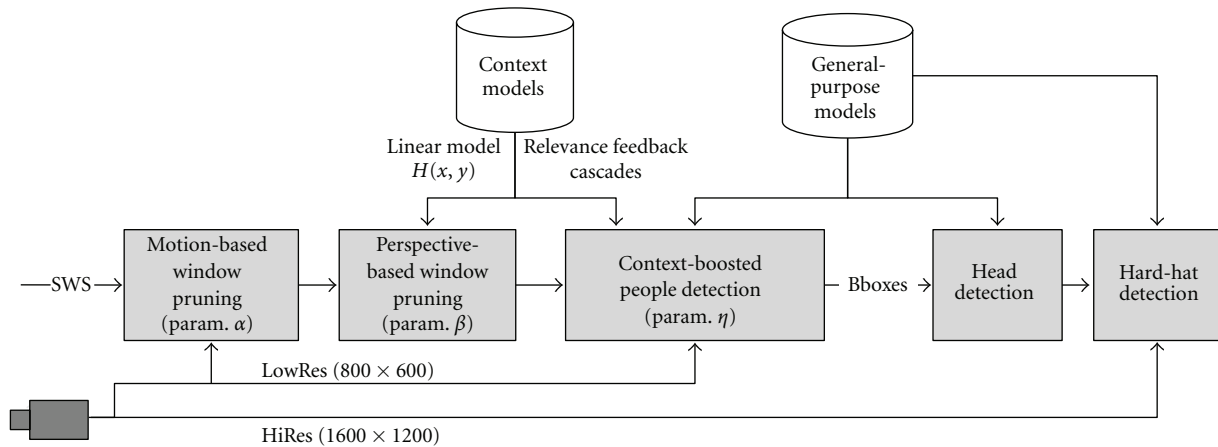 Context
models
General-
purpose
models
Linear model
H(x, y)
Relevance feedback
cascades
SWS
Motion-based
window
pruning
(param. α)
Perspective-
based window
pruning
(param. β)
Context-boosted
people detection
(param. η)
Bboxes
Head
detection
Hard-hat
detection
LowRes (800 × 600)
HiRes (1600 × 1200)